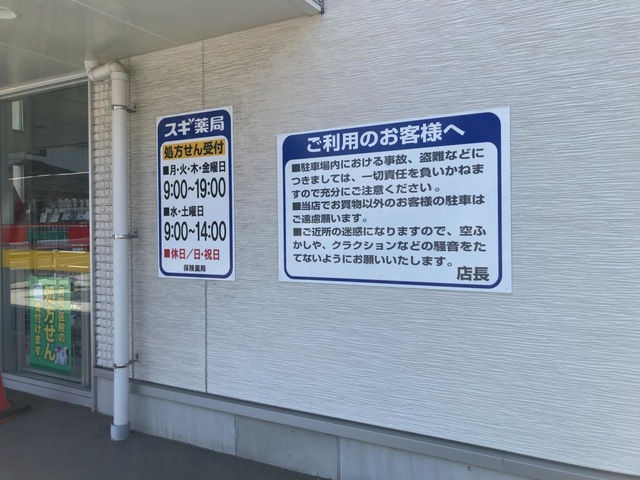 スギ薬局
処方せん受付
■月・火・木・金曜日
9:00~19:00
■水・土曜日
9:00~14:00
■休日/日・祝日
保険薬局
ご利用のお客様へ
■駐車場内における事故、盗難などに
つきましては、一切責任を負いかねま
すので充分にご注意ください。
■当店でお買物以外のお客様の駐車は
ご遠慮願います。
■ご近所の迷惑になりますので、空ふ
かしや、クラクションなどの騒音をた
てないようにお願いいたします。
店長
処方せん
付けます。